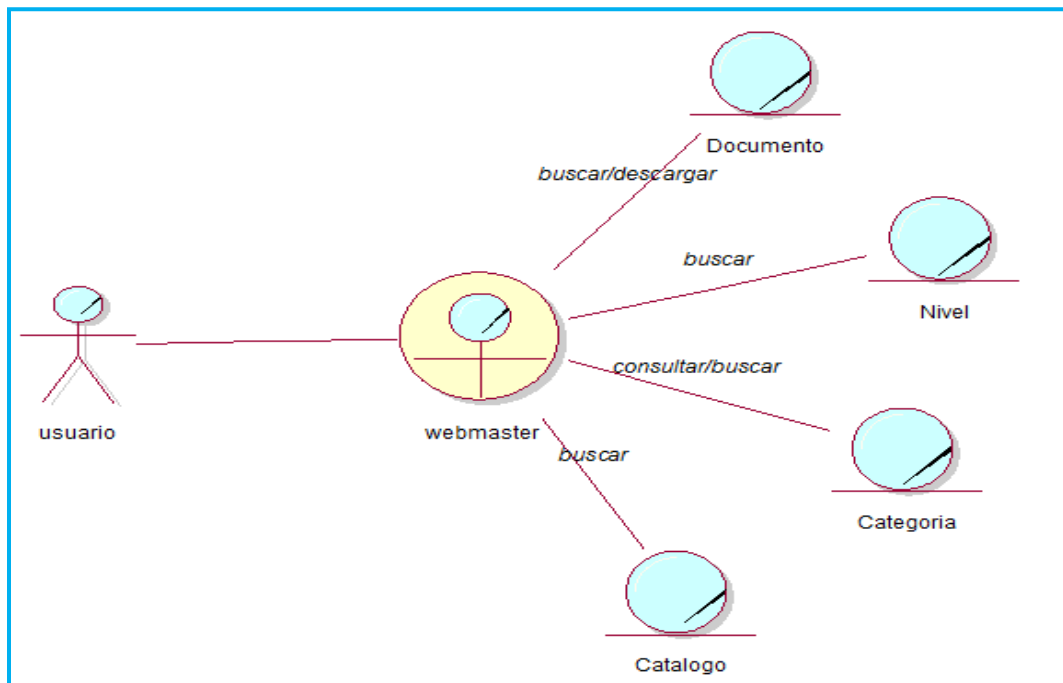 Documento
buscar/descargar
buscar
Nivel
consultar/buscar
usuario
webmaster
buscar
Categoria
Catalogo